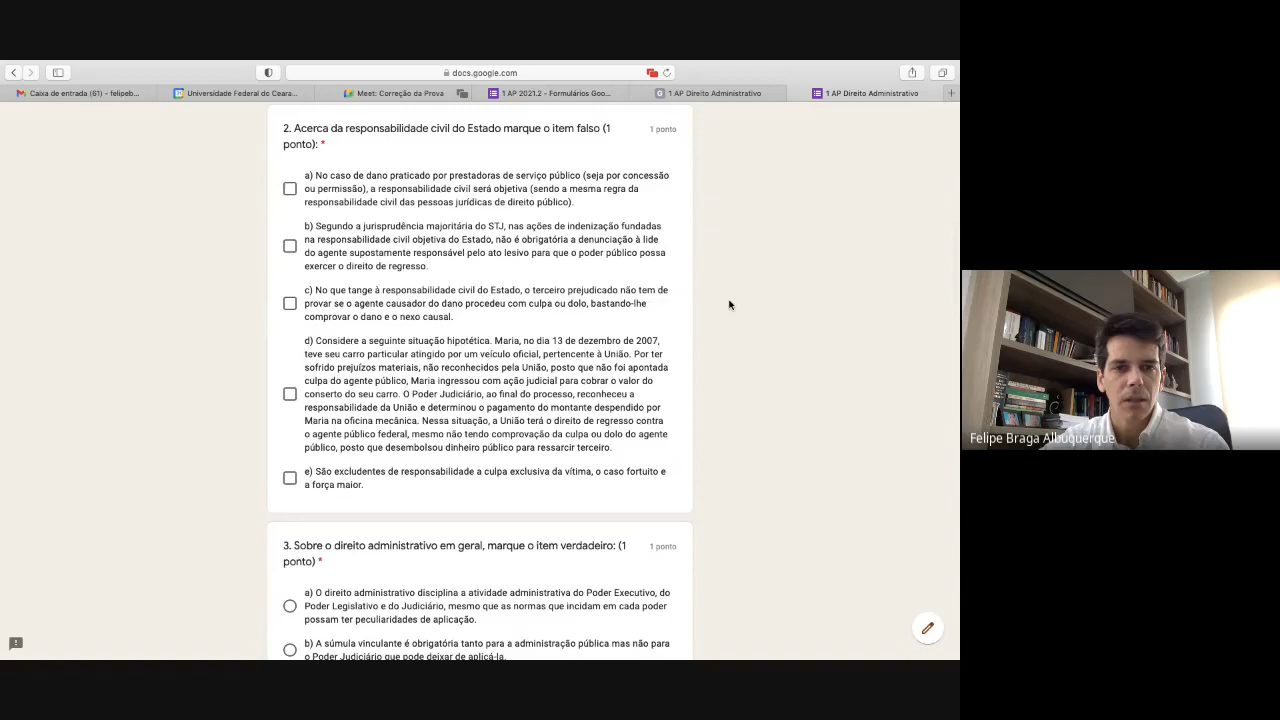 docs.google.com
Caixa de entrada (61) - felipeb...
Universidade Federal do Ceara...
Meet: Correção da Prova
1 AP 2021.2 - Formulários Goo...
1 AP Direito Administrativo
1 AP Direito Administrativo
2. Acerca da responsabilidade civil do Estado marque o item falso (1
ponto): *
1 ponto
a) No caso de dano praticado por prestadoras de serviço público (seja por concessão
ou permissão), a responsabilidade civil será objetiva (sendo a mesma regra da
responsabilidade civil das pessoas jurídicas de direito público).
b) Segundo a jurisprudência majoritária do STJ, nas ações de indenização fundadas
na responsabilidade civil objetiva do Estado, não é obrigatória a denunciação à lide
do agente supostamente responsável pelo ato lesivo para que o poder público possa
exercer o direito de regresso.
c) No que tange à responsabilidade civil do Estado, o terceiro prejudicado não tem de
provar se o agente causador do dano procedeu com culpa ou dolo, bastando-lhe
comprovar o dano e o nexo causal.
d) Considere a seguinte situação hipotética. Maria, no dia 13 de dezembro de 2007,
teve seu carro particular atingido por um veículo oficial, pertencente à União. Por ter
sofrido prejuízos materiais, não reconhecidos pela União, posto que não foi apontada
culpa do agente público, Maria ingressou com ação judicial para cobrar o valor do
conserto do seu carro. O Poder Judiciário, ao final do processo, reconheceu a
responsabilidade da União e determinou o pagamento do montante despendido por
Maria na oficina mecânica. Nessa situação, a União terá o direito de regresso contra
o agente público federal, mesmo não tendo comprovação da culpa ou dolo do agente
público, posto que desembolsou dinheiro público para ressarcir terceiro.
e) São excludentes de responsabilidade a culpa exclusiva da vítima, o caso fortuito e
a força maior.
3. Sobre o direito administrativo em geral, marque o item verdadeiro: (1
ponto) *
1 ponto
a) O direito administrativo disciplina a atividade administrativa do Poder Executivo, do
Poder Legislativo e do Judiciário, mesmo que as normas que incidam em cada poder
possam ter peculiaridades de aplicação.
b) A súmula vinculante é obrigatória tanto para a administração pública mas não para
o Poder Judiciário que pode deixar de aplicá-la.
Felipe Braga Albuquerque